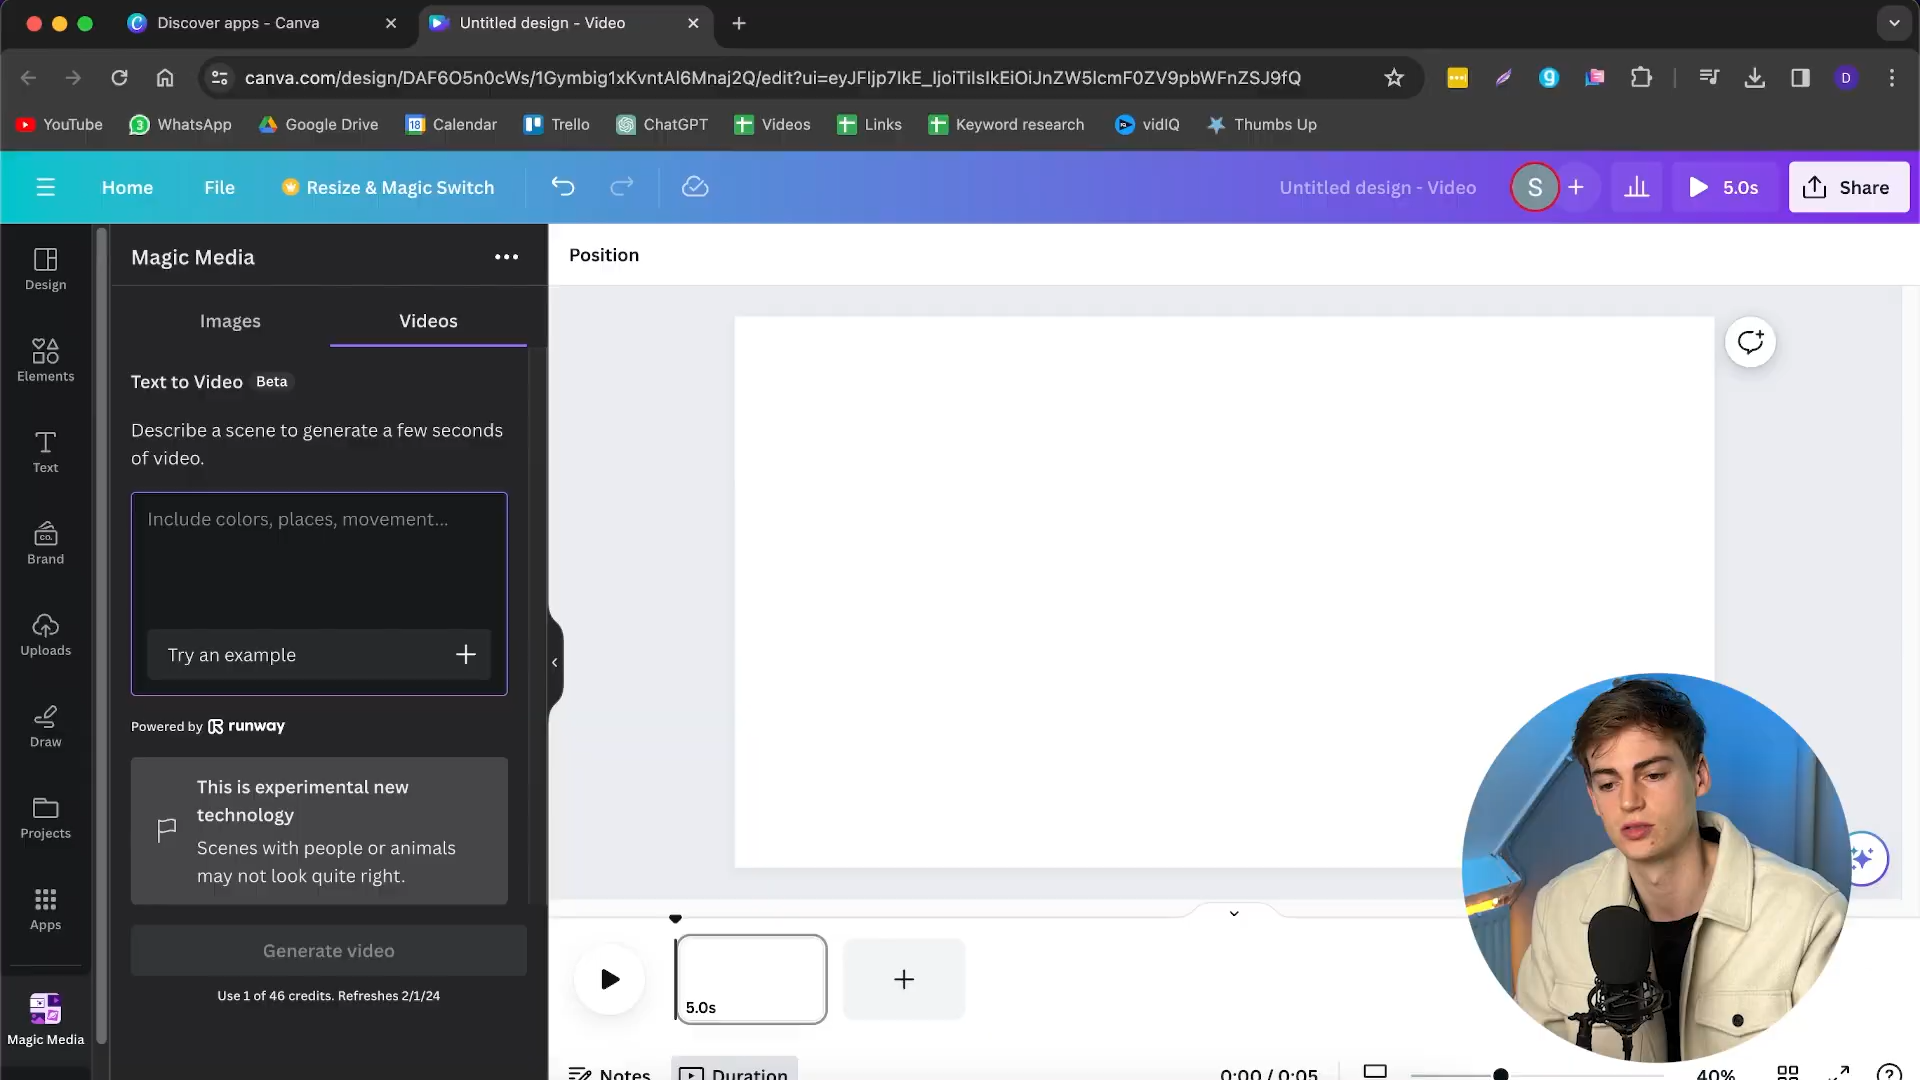 Discover apps - Canva
Untitled design - Video
canva.com/design/DAF6O5n0cWs/1Gymbig1xKvntAl6Mnaj2Q/edit?ui=eyJFIjp7IkE_IjoiTiIsIkEiOiJnZW5lcmF0ZV9pbWFnZSJ9fQ
D
YouTube
WhatsApp
Google Drive
18 Calendar
Trello
ChatGPT
Videos
Links
Keyword research
vidIQ
Thumbs Up
Home
File
Resize & Magic Switch
Untitled design - Video
S
5.0s
Share
Design
Elements
Text
CO.
Brand
Uploads
Draw
Projects
Apps
Magic Media
Magic Media
Images
Videos
Text to Video Beta
Describe a scene to generate a few seconds
of video.
Include colors, places, movement...
Try an example
Powered by runway
This is experimental new
technology
Scenes with people or animals
may not look quite right.
Generate video
Use 1 of 46 credits. Refreshes 2/1/24
Position
5.0s
Notes
Duration
0:00 / 0:05
40%